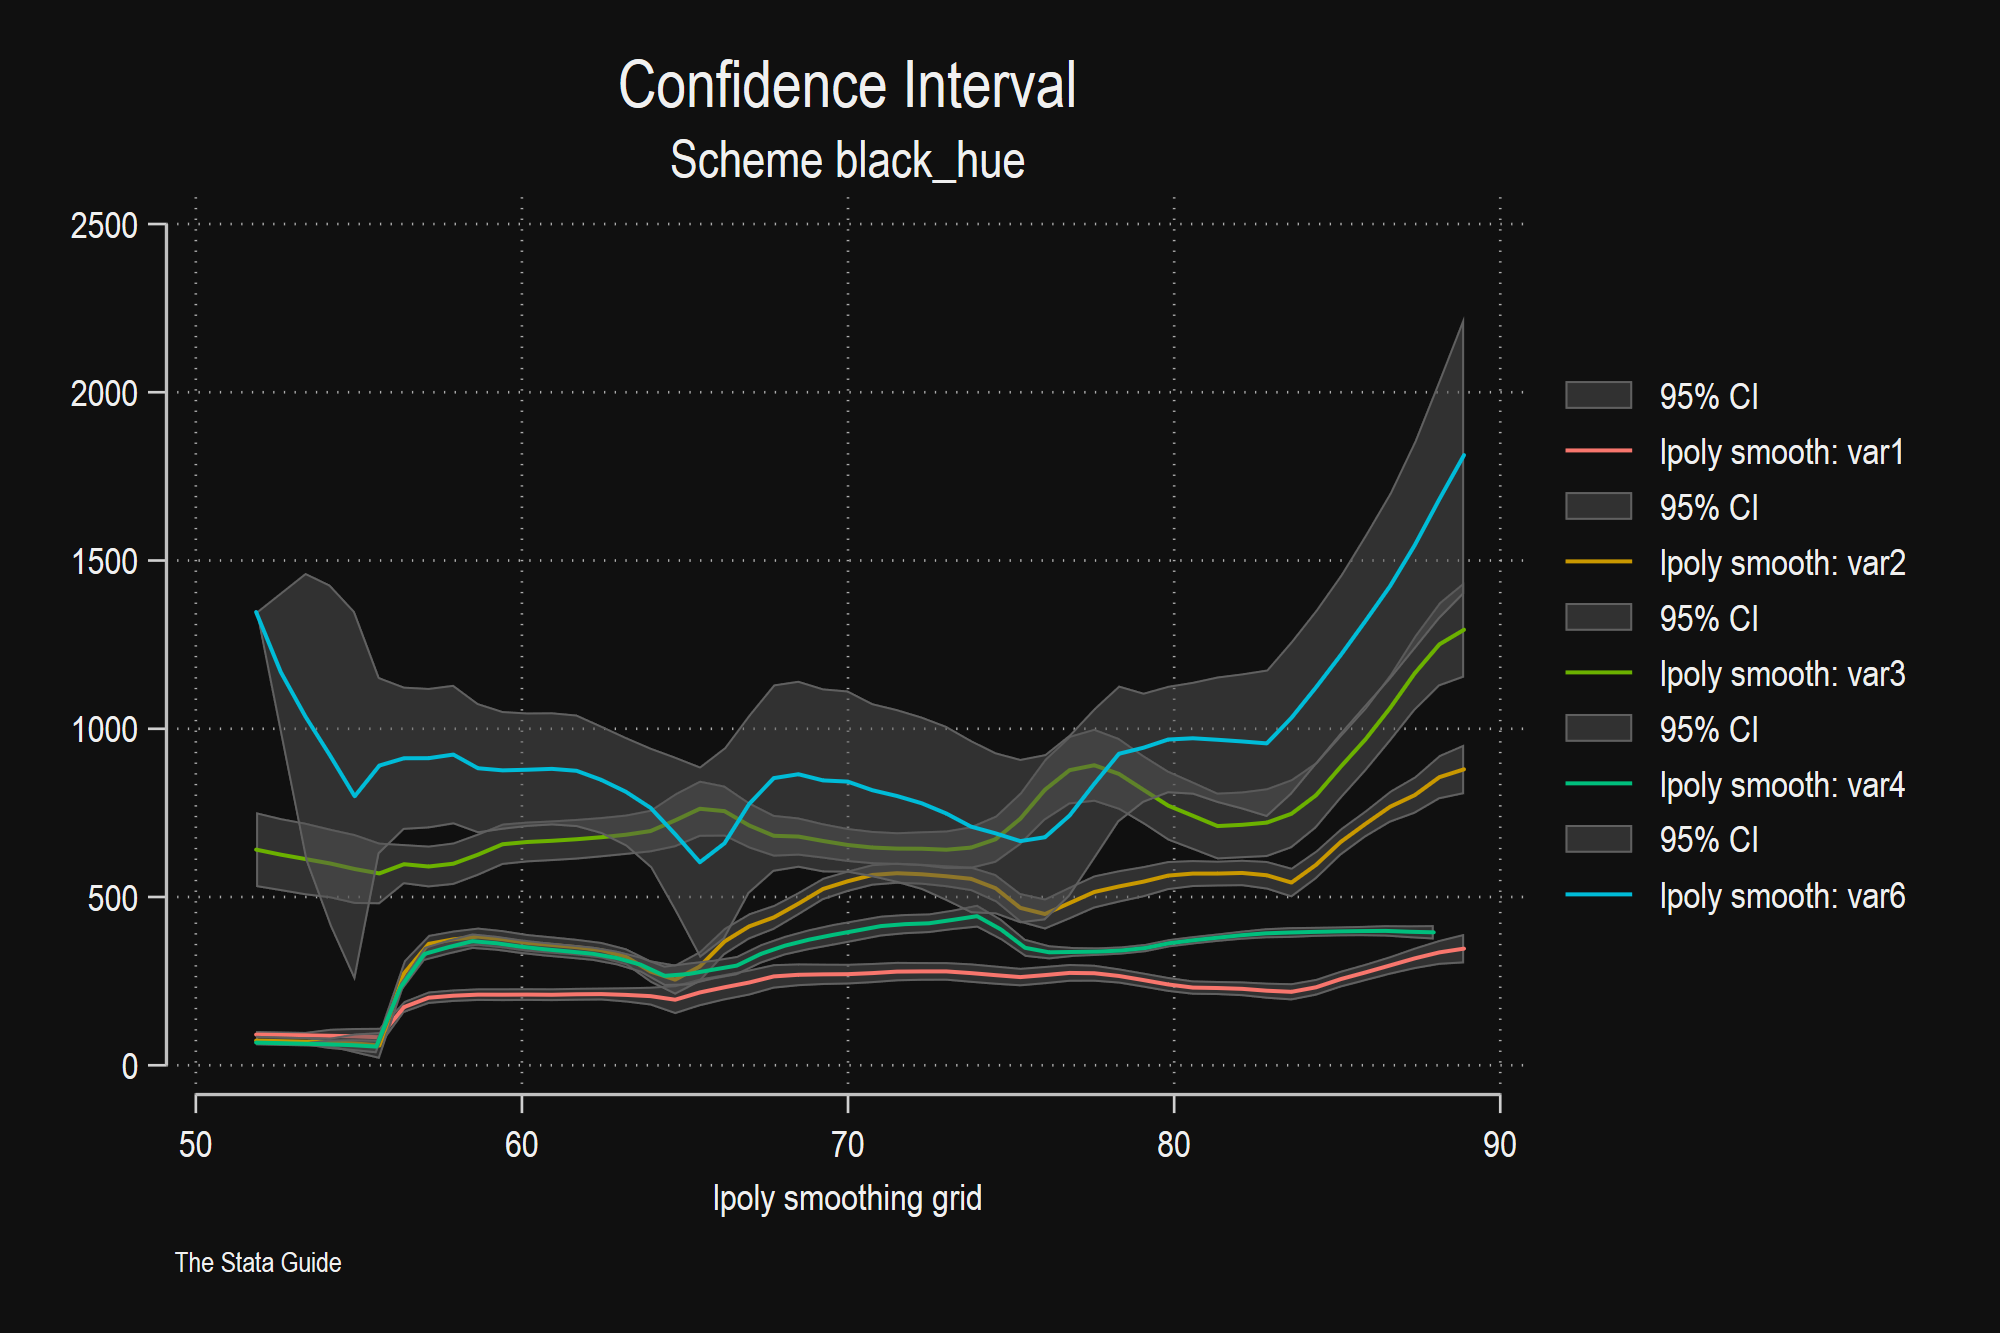 Confidence Interval
Scheme black_hue
2500
2000
1500
1000
500
0
50 60 70 80 90
lpoly smoothing grid
95% CI
lpoly smooth: var1
95% CI
lpoly smooth: var2
95% CI
lpoly smooth: var3
95% CI
lpoly smooth: var4
95% CI
lpoly smooth: var6
The Stata Guide